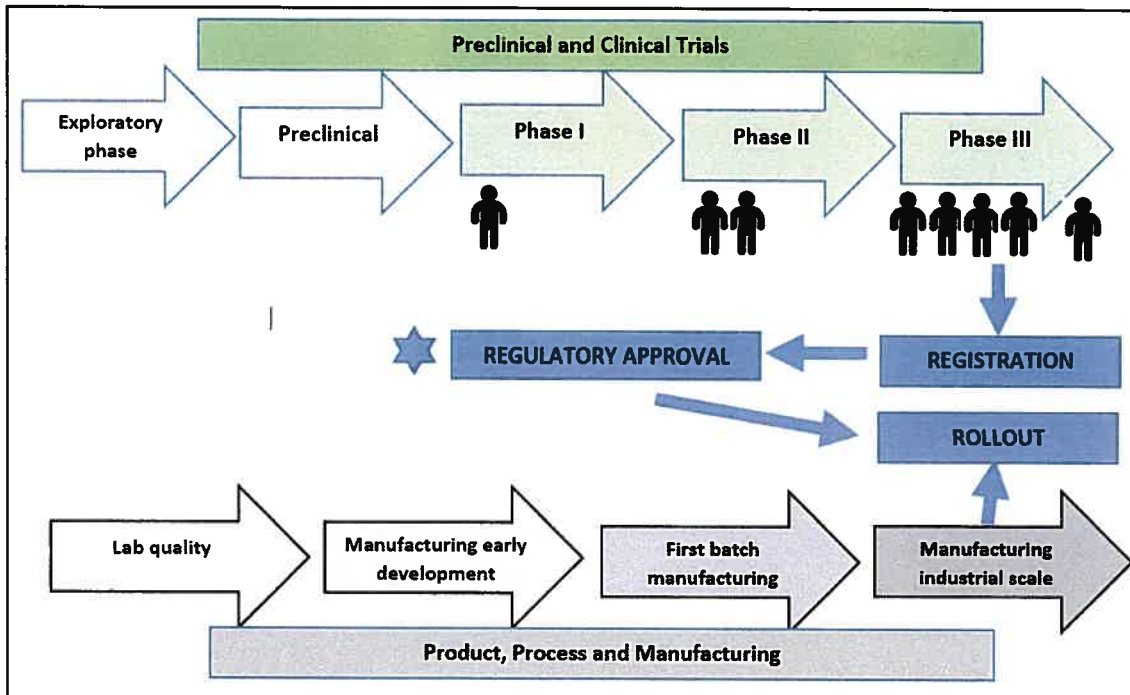 Preclinical and Clinical Trials
Exploratory
phase
Preclinical
Phase I
Phase II
Phase III
REGULATORY APPROVAL
REGISTRATION
ROLLOUT
Lab quality
Manufacturing early
development
First batch
manufacturing
Manufacturing
industrial scale
Product, Process and Manufacturing